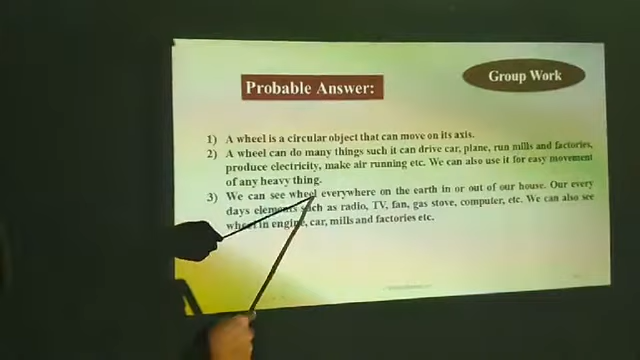 Probable Answer:
Group Work
1) A wheel is a circular object that can move on its axis.
2) A wheel can do many things such it can drive car, plane, run mills and factories,
produce electricity, make air running etc. We can also use it for easy movement
of any heavy thing.
3) We can see wheel everywhere on the earth in or out of our house. Our every
days elements such as radio, TV, fan, gas stove, computer, etc. We can also see
wheel in engine, car, mills and factories etc.